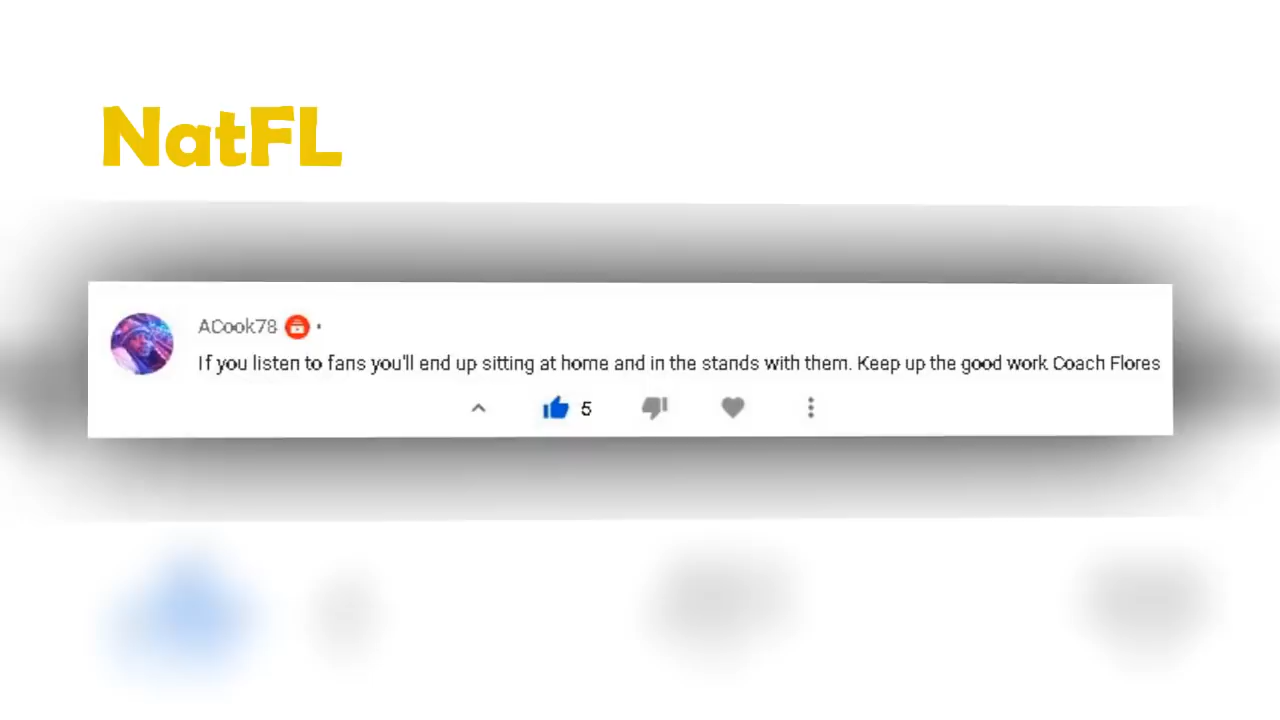 NatFL
ACook78
If you listen to fans you'll end up sitting at home and in the stands with them. Keep up the good work Coach Flores
5